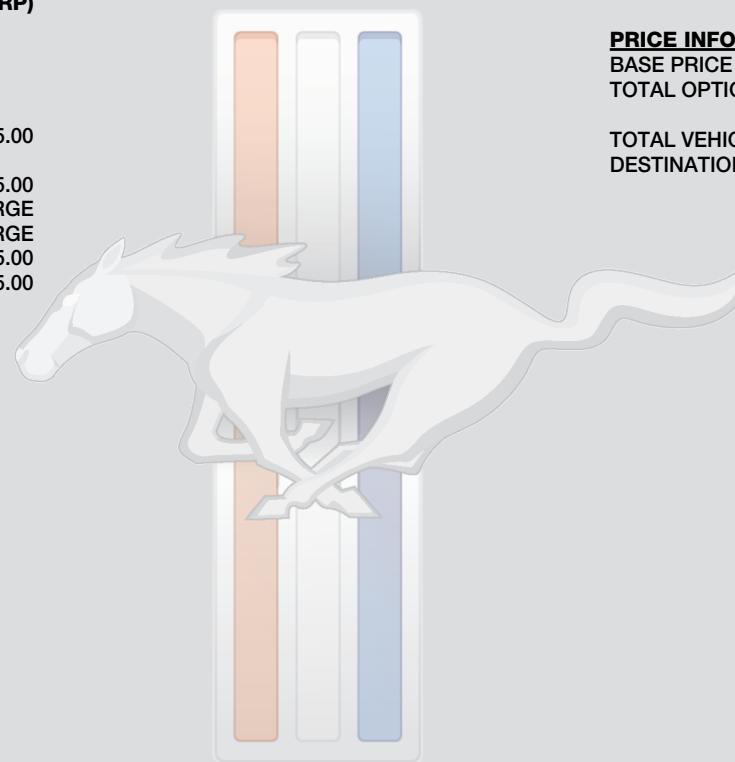 RP)
5.00
5.00
RGE
RGE
5.00
5.00
PRICE INFO
BASE PRICE
TOTAL OPTIO
TOTAL VEHIC
DESTINATION